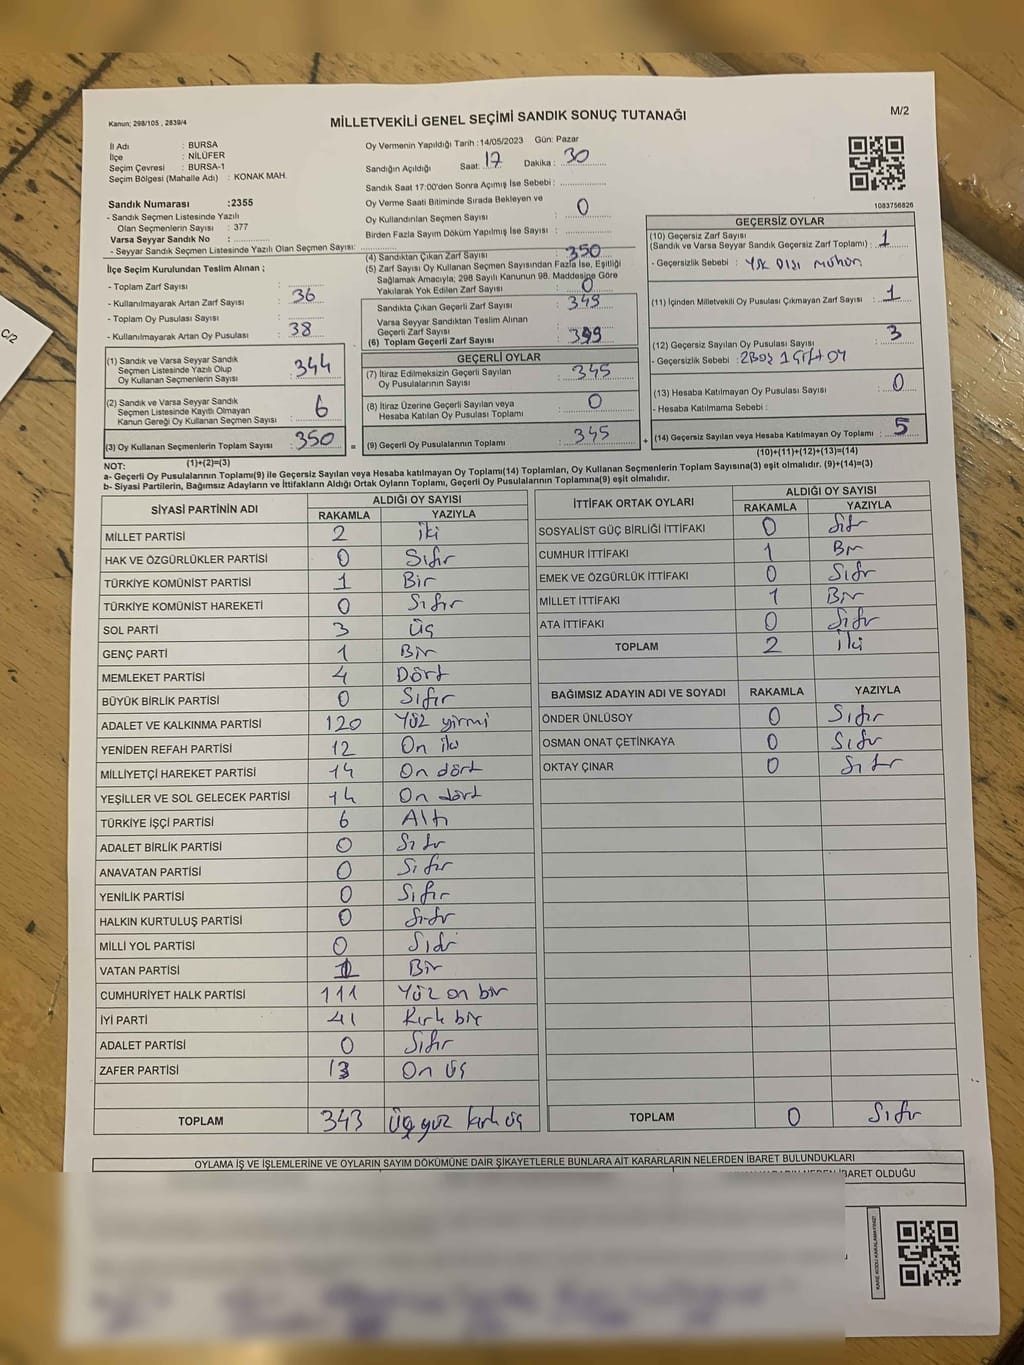 Kanun; 298/105 , 2839/4
MİLLETVEKİLİ GENEL SEÇİMİ SANDIK SONUÇ TUTANAĞI
M/2
İl Adı : BURSA
İlçe : NİLÜFER
Seçim Çevresi : BURSA-1
Seçim Bölgesi (Mahalle Adı) : KONAK MAH.
Sandık Numarası :2355
- Sandık Seçmen Listesinde Yazılı
Olan Seçmenlerin Sayısı : 377
Varsa Seyyar Sandık No :
- Seyyar Sandık Seçmen Listesinde Yazılı Olan Seçmen Sayısı:
Oy Vermenin Yapıldığı Tarih :14/05/2023 Gün: Pazar
Sandığın Açıldığı Saat: 17 Dakika : 30
Sandık Saat 17:00'den Sonra Açımış İse Sebebi :
Oy Verme Saati Bitiminde Sırada Bekleyen ve
Oy Kullandırılan Seçmen Sayısı : 0
Birden Fazla Sayım Döküm Yapılmış İse Sayısı :
1083756826
İlçe Seçim Kurulundan Teslim Alınan ;
- Toplam Zarf Sayısı :
- Kullanılmayarak Artan Zarf Sayısı : 36
- Toplam Oy Pusulası Sayısı :
- Kullanılmayarak Artan Oy Pusulası : 38
(1) Sandık ve Varsa Seyyar Sandık
Seçmen Listesinde Yazılı Olup
Oy Kullanan Seçmenlerin Sayısı : 344
(2) Sandık ve Varsa Seyyar Sandık
Seçmen Listesinde Kayıtlı Olmayan
Kanun Gereği Oy Kullanan Seçmen Sayısı : 6
(3) Oy Kullanan Seçmenlerin Toplam Sayısı : 350
(1)+(2)=(3)
(4) Sandıktan Çıkan Zarf Sayısı : 350
(5) Zarf Sayısı Oy Kullanan Seçmen Sayısından Fazla İse, Eşitliği
Sağlamak Amacıyla; 298 Sayılı Kanunun 98. Maddesine Göre
Yakılarak Yok Edilen Zarf Sayısı : 0
Sandıkta Çıkan Geçerli Zarf Sayısı : 349
Varsa Seyyar Sandıktan Teslim Alınan
Geçerli Zarf Sayısı
(6) Toplam Geçerli Zarf Sayısı : 349
GEÇERLİ OYLAR
(7) İtiraz Edilmeksizin Geçerli Sayılan
Oy Pusulalarının Sayısı : 345
(8) İtiraz Üzerine Geçerli Sayılan veya
Hesaba Katılan Oy Pusulası Toplamı : 0
= (9) Geçerli Oy Pusulalarının Toplamı : 345
GEÇERSİZ OYLAR
(10) Geçersiz Zarf Sayısı
(Sandık ve Varsa Seyyar Sandık Geçersiz Zarf Toplamı) : 1
- Geçersizlik Sebebi : YSK DIŞI MÜHÜR
(11) İçinden Milletvekili Oy Pusulası Çıkmayan Zarf Sayısı : 1
(12) Geçersiz Sayılan Oy Pusulası Sayısı : 3
- Geçersizlik Sebebi : 2Boş 1 Çift OY
(13) Hesaba Katılmayan Oy Pusulası Sayısı : 0
- Hesaba Katılmama Sebebi :
+ (14) Geçersiz Sayılan veya Hesaba Katılmayan Oy Toplamı : 5
(10)+(11)+(12)+(13)=(14)
NOT:
a- Geçerli Oy Pusulalarının Toplamı(9) ile Geçersiz Sayılan veya Hesaba katılmayan Oy Toplamı(14) Toplamları, Oy Kullanan Seçmenlerin Toplam Sayısına(3) eşit olmalıdır. (9)+(14)=(3)
b- Siyasi Partilerin, Bağımsız Adayların ve İttifakların Aldığı Ortak Oyların Toplamı, Geçerli Oy Pusulalarının Toplamına(9) eşit olmalıdır.
SİYASİ PARTİNİN ADI ALDIĞI OY SAYISI
RAKAMLA YAZIYLA
MİLLET PARTİSİ 2 iki
HAK VE ÖZGÜRLÜKLER PARTİSİ 0 Sıfır
TÜRKİYE KOMÜNİST PARTİSİ 1 Bir
TÜRKİYE KOMÜNİST HAREKETİ 0 Sıfır
SOL PARTİ 3 Üç
GENÇ PARTİ 1 Bir
MEMLEKET PARTİSİ 4 Dört
BÜYÜK BİRLİK PARTİSİ 0 Sıfır
ADALET VE KALKINMA PARTİSİ 120 Yüz yirmi
YENİDEN REFAH PARTİSİ 12 On iki
MİLLİYETÇİ HAREKET PARTİSİ 14 On dört
YEŞİLLER VE SOL GELECEK PARTİSİ 14 On dört
TÜRKİYE İŞÇİ PARTİSİ 6 Altı
ADALET BİRLİK PARTİSİ 0 Sıfır
ANAVATAN PARTİSİ 0 Sıfır
YENİLİK PARTİSİ 0 Sıfır
HALKIN KURTULUŞ PARTİSİ 0 Sıfır
MİLLİ YOL PARTİSİ 0 Sıfır
VATAN PARTİSİ 1 Bir
CUMHURİYET HALK PARTİSİ 111 Yüz on bir
İYİ PARTİ 41 Kırk bir
ADALET PARTİSİ 0 Sıfır
ZAFER PARTİSİ 13 On üç
TOPLAM 343 Üç yüz kırk üç
İTTİFAK ORTAK OYLARI ALDIĞI OY SAYISI
RAKAMLA YAZIYLA
SOSYALİST GÜÇ BİRLİĞİ İTTİFAKI 0 Sıfır
CUMHUR İTTİFAKI 1 Bir
EMEK VE ÖZGÜRLÜK İTTİFAKI 0 Sıfır
MİLLET İTTİFAKI 1 Bir
ATA İTTİFAKI 0 Sıfır
TOPLAM 2 İki
BAĞIMSIZ ADAYIN ADI VE SOYADI RAKAMLA YAZIYLA
ÖNDER ÜNLÜSOY 0 Sıfır
OSMAN ONAT ÇETİNKAYA 0 Sıfır
OKTAY ÇINAR 0 Sıfır
TOPLAM 0 Sıfır
OYLAMA İŞ VE İŞLEMLERİNE VE OYLARIN SAYIM DÖKÜMÜNE DAİR ŞİKAYETLERLE BUNLARA AİT KARARLARIN NELERDEN İBARET BULUNDUKLARI
İBARET OLDUĞU
KARE KODU KARALAMAYINIZ!
C/2